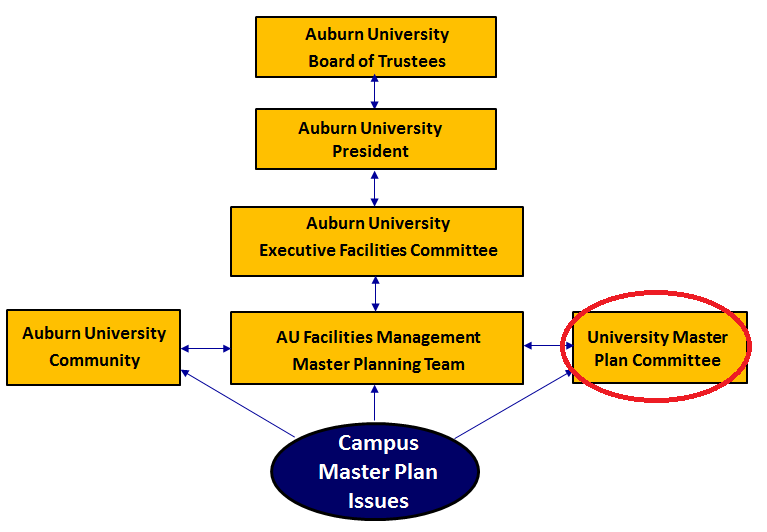 Auburn University
Board of Trustees
Auburn University
President
Auburn University
Executive Facilities Committee
Auburn University
Community
AU Facilities Management
Master Planning Team
University Master
Plan Committee
Campus
Master Plan
Issues